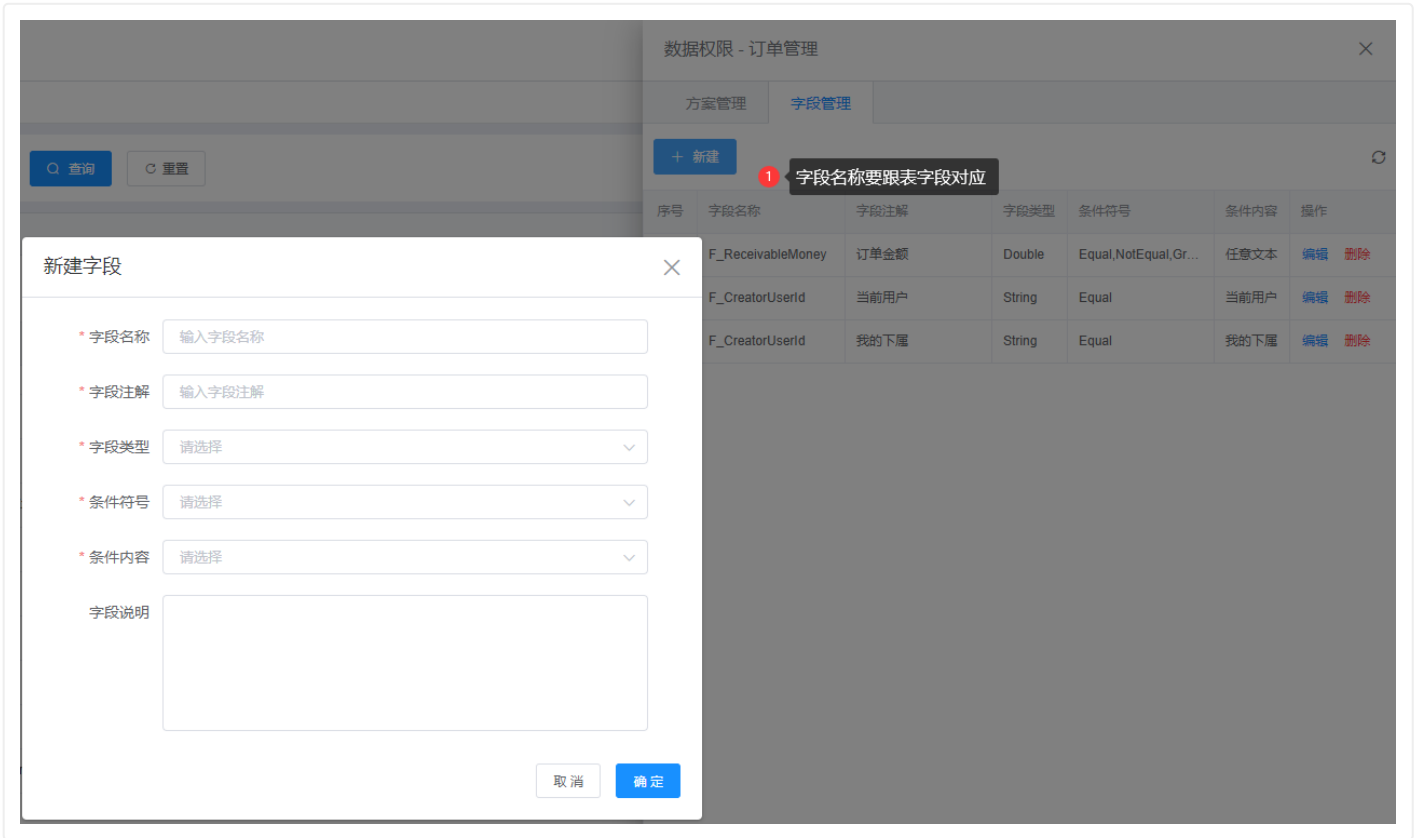 数据权限 - 订单管理
方案管理 字段管理
查询 重置
+ 新建
1 字段名称要跟表字段对应
序号 字段名称 字段注解 字段类型 条件符号 条件内容 操作
F_ReceivableMoney 订单金额 Double Equal,NotEqual,Gr... 任意文本 编辑 删除
F_CreatorUserId 当前用户 String Equal 当前用户 编辑 删除
F_CreatorUserId 我的下属 String Equal 我的下属 编辑 删除
新建字段
* 字段名称 输入字段名称
* 字段注解 输入字段注解
* 字段类型 请选择
* 条件符号 请选择
* 条件内容 请选择
字段说明
取消 确定